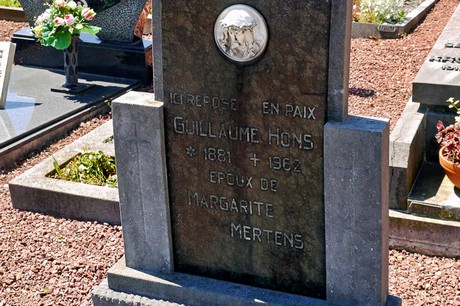 ICI REPOSE EN PAIX
GUILLAUME HONS
* 1881 + 1962
EPOUX DE
MARGARITE
MERTENS